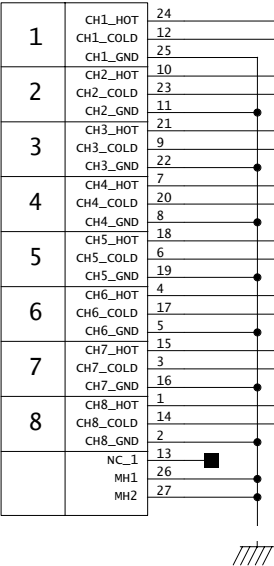 CH1_HOT 24
1 CH1_COLD 12
CH1_GND 25
CH2_HOT 10
2 CH2_COLD 23
CH2_GND 11
CH3_HOT 21
3 CH3_COLD 9
CH3_GND 22
CH4_HOT 7
4 CH4_COLD 20
CH4_GND 8
CH5_HOT 18
5 CH5_COLD 6
CH5_GND 19
CH6_HOT 4
6 CH6_COLD 17
CH6_GND 5
CH7_HOT 15
7 CH7_COLD 3
CH7_GND 16
CH8_HOT 1
8 CH8_COLD 14
CH8_GND 2
NC_1 13
MH1 26
MH2 27